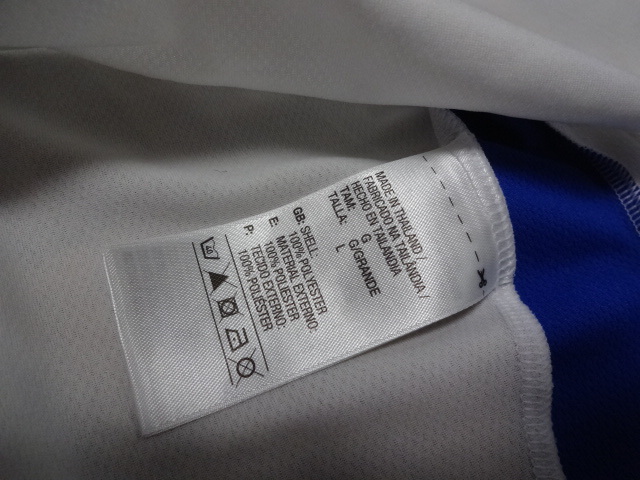 MADE IN THAILAND /
FABRICADO NA TAILÂNDIA /
HECHO EN TAILANDIA
TAM: G G/GRANDE
TALLA: L
GB: SHELL:
100% POLYESTER
E: MATERIAL EXTERNO:
100% POLIESTER
P: TECIDO EXTERNO:
100% POLIÉSTER